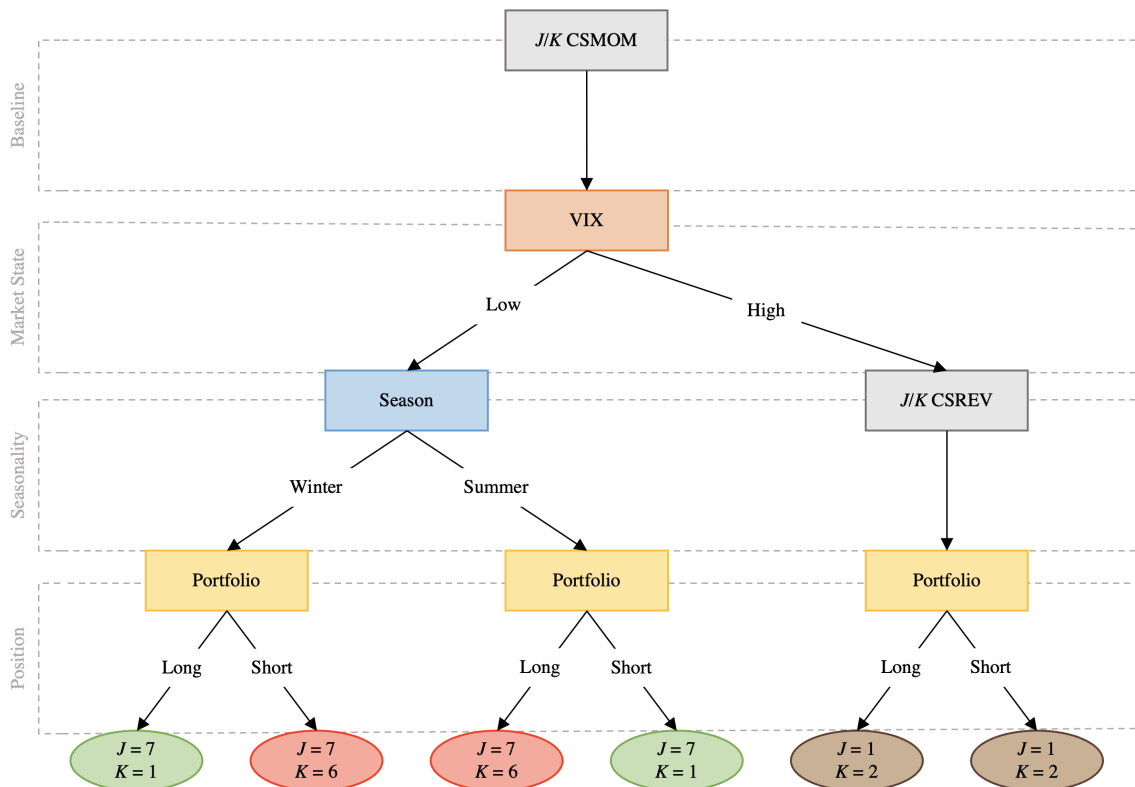 J/K CSMOM
Baseline
VIX
Market State
Low
High
Season
J/K CSREV
Seasonality
Winter
Summer
Portfolio
Portfolio
Portfolio
Position
Long
Short
Long
Short
Long
Short
J = 7
K = 1
J = 7
K = 6
J = 7
K = 6
J = 7
K = 1
J = 1
K = 2
J = 1
K = 2